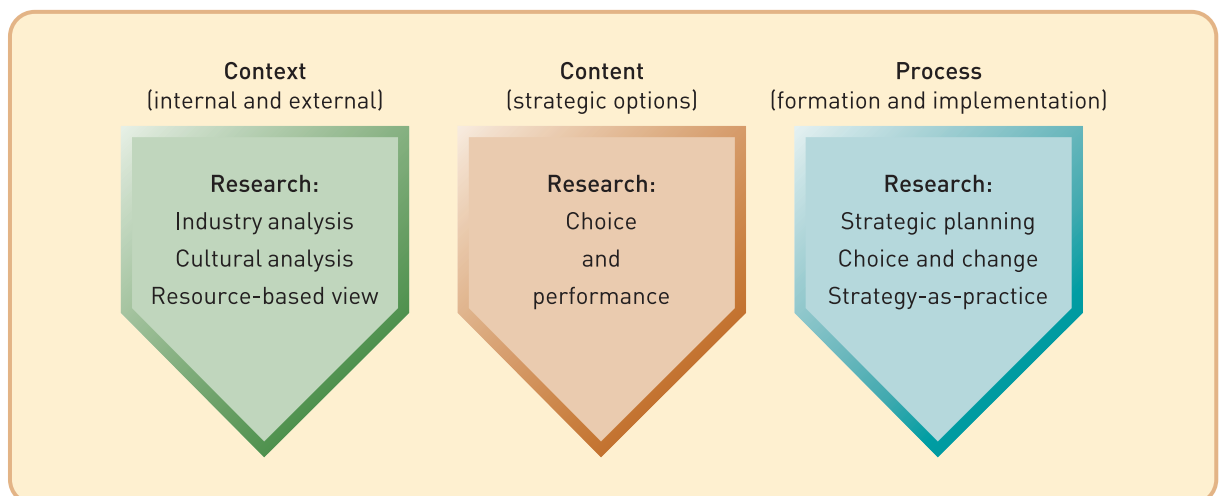 Context
(internal and external)
Research:
Industry analysis
Cultural analysis
Resource-based view
Content
(strategic options)
Research:
Choice
and
performance
Process
(formation and implementation)
Research:
Strategic planning
Choice and change
Strategy-as-practice